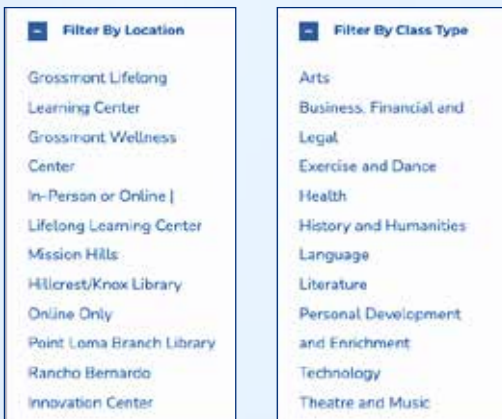 Filter By Location
Grossmont Lifelong
Learning Center
Grossmont Wellness
Center
In-Person or Online |
Lifelong Learning Center
Mission Hills
Hillcrest/Knox Library
Online Only
Point Loma Branch Library
Rancho Bernardo
Innovation Center
Filter By Class Type
Arts
Business, Financial and
Legal
Exercise and Dance
Health
History and Humanities
Language
Literature
Personal Development
and Enrichment
Technology
Theatre and Music